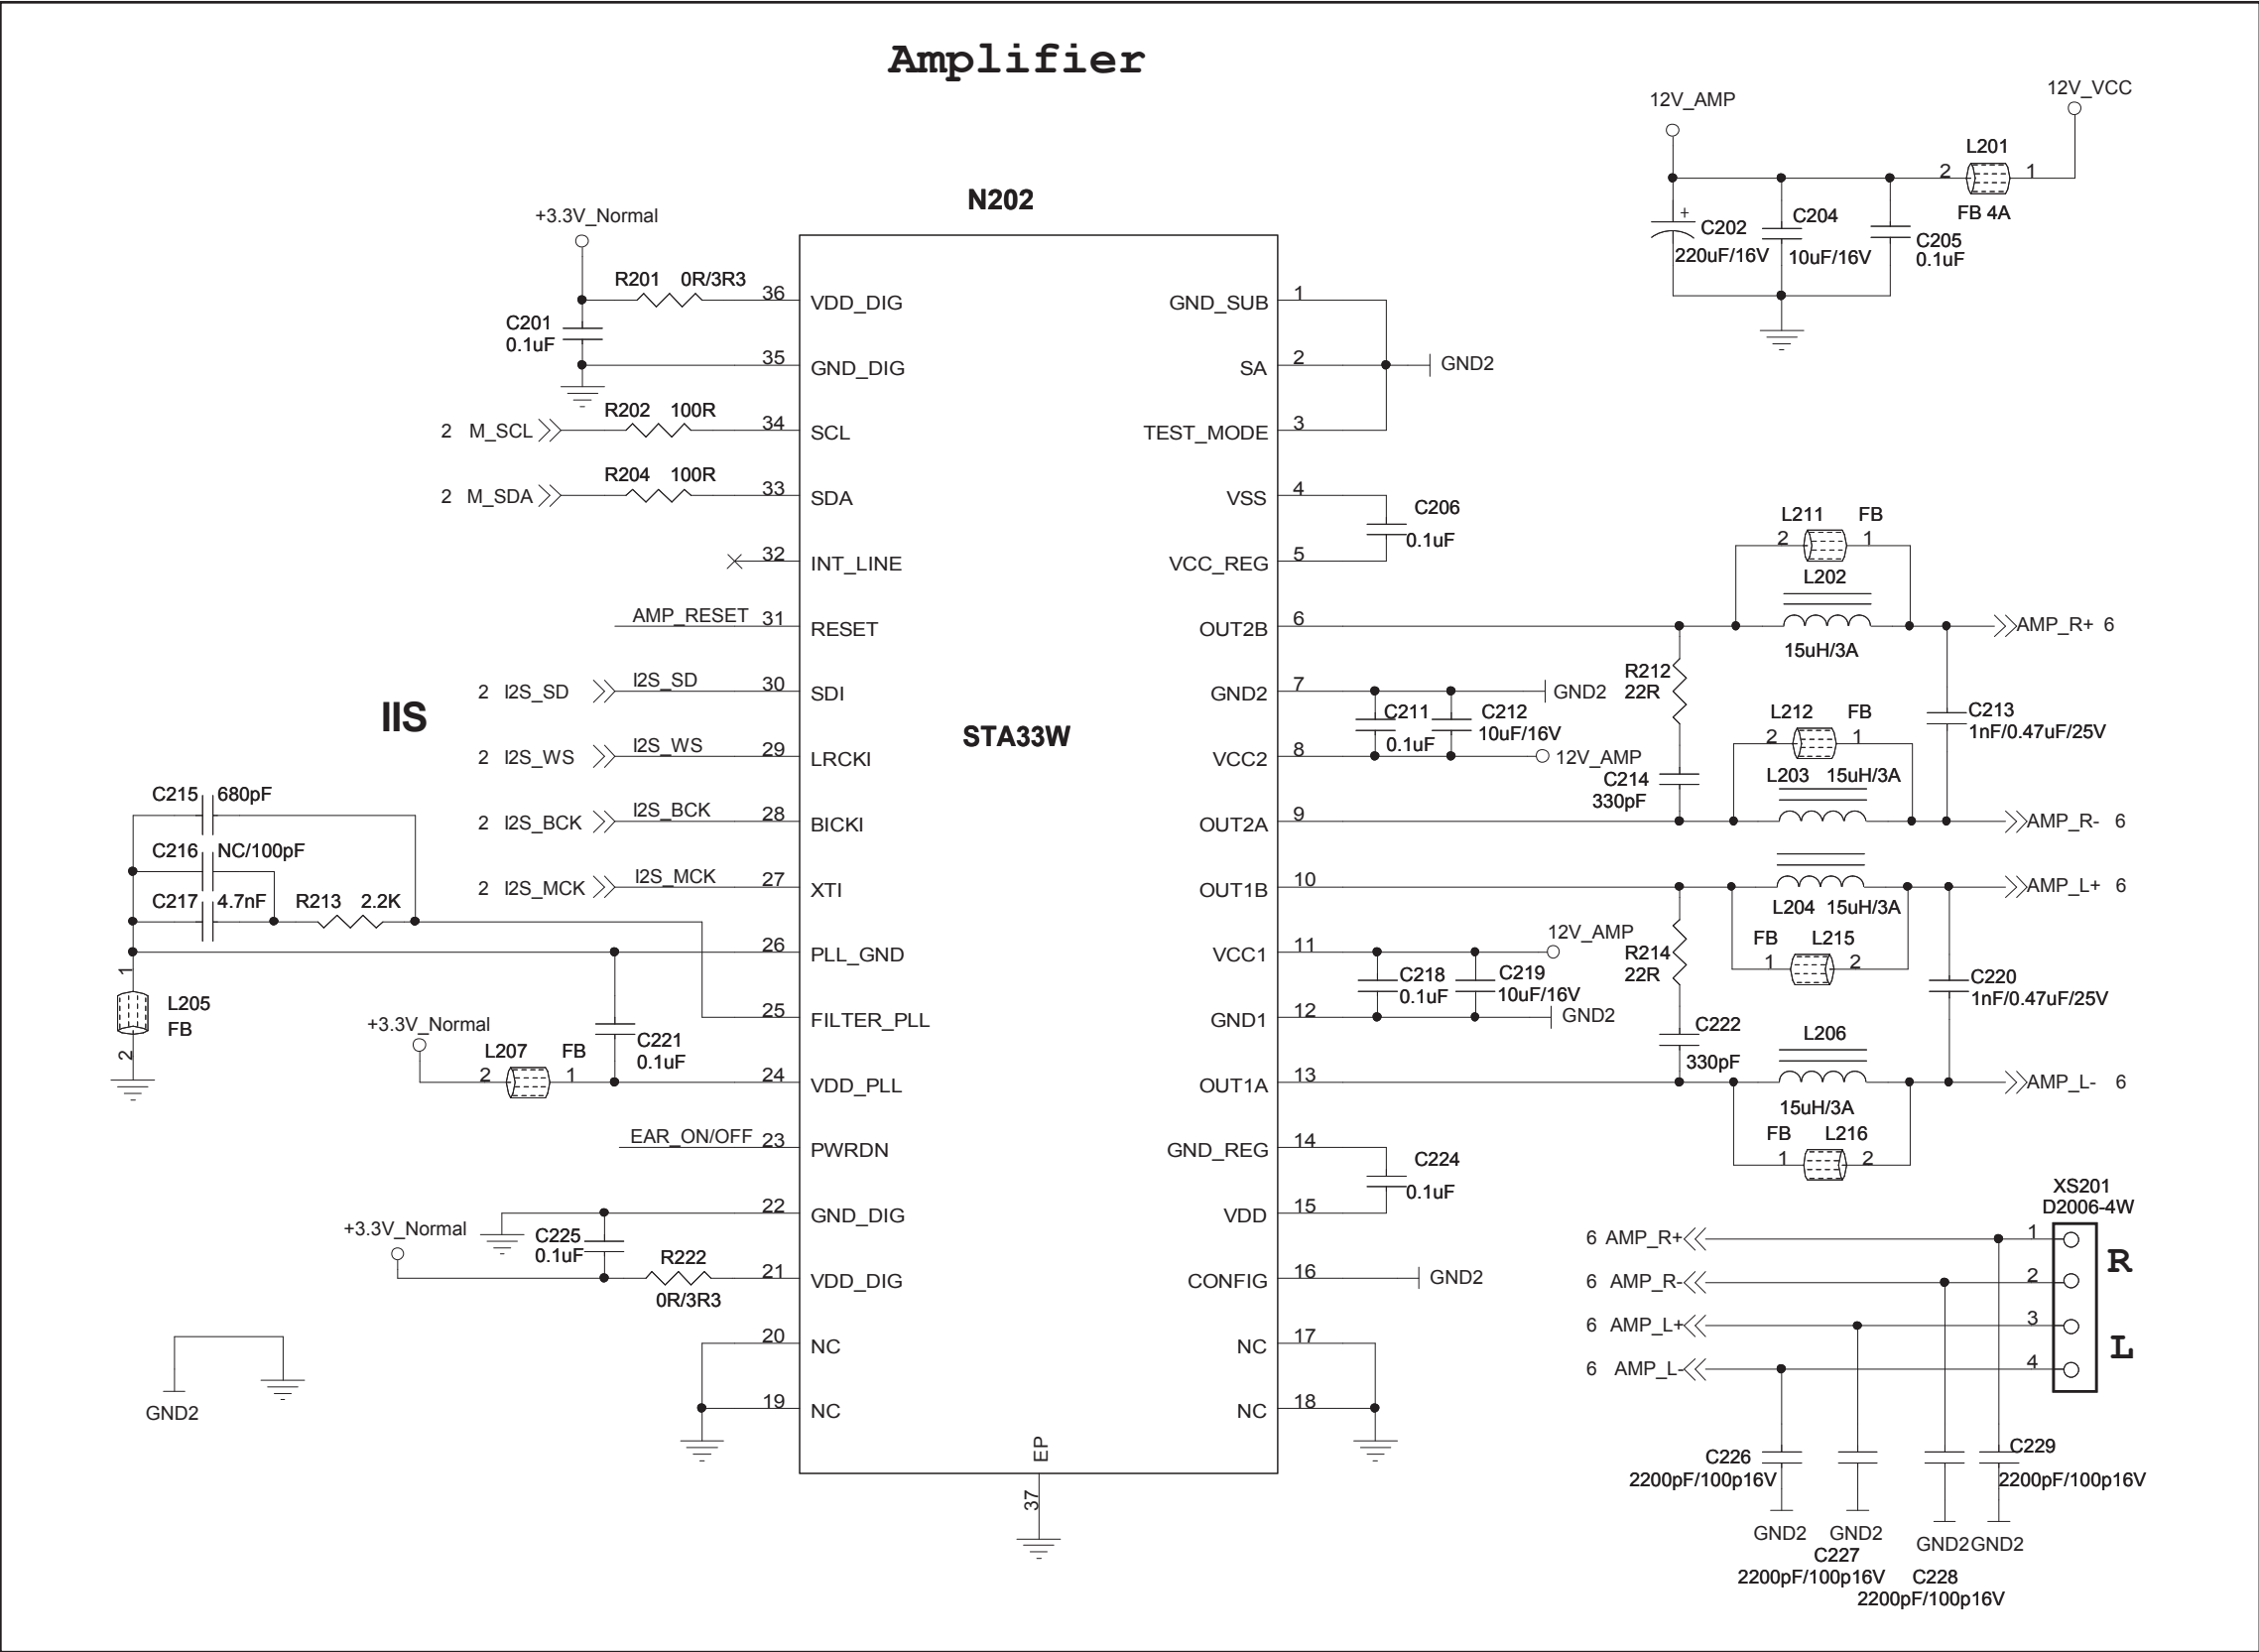 Amplifier
12V_AMP
12V_VCC
L201
2
1
FB 4A
+
C202
220uF/16V
C204
10uF/16V
C205
0.1uF
N202
STA33W
+3.3V_Normal
R201 0R/3R3
36 VDD_DIG
C201
0.1uF
35 GND_DIG
R202 100R
2 M_SCL
34 SCL
R204 100R
2 M_SDA
33 SDA
32 INT_LINE
AMP_RESET
31 RESET
IIS
2 I2S_SD
I2S_SD
30 SDI
2 I2S_WS
I2S_WS
29 LRCKI
2 I2S_BCK
I2S_BCK
28 BICKI
2 I2S_MCK
I2S_MCK
27 XTI
C215 680pF
C216 NC/100pF
C217 4.7nF
R213 2.2K
26 PLL_GND
1
L205
FB
2
25 FILTER_PLL
+3.3V_Normal
L207 FB
2
1
C221
0.1uF
24 VDD_PLL
EAR_ON/OFF
23 PWRDN
22 GND_DIG
+3.3V_Normal
C225
0.1uF
R222
0R/3R3
21 VDD_DIG
20 NC
19 NC
GND2
EP
37
GND_SUB 1
SA 2
GND2
TEST_MODE 3
VSS 4
C206
0.1uF
VCC_REG 5
OUT2B 6
GND2 7
GND2
C211
0.1uF
C212
10uF/16V
VCC2 8
12V_AMP
OUT2A 9
OUT1B 10
VCC1 11
12V_AMP
C218
0.1uF
C219
10uF/16V
GND1 12
GND2
OUT1A 13
GND_REG 14
C224
0.1uF
VDD 15
CONFIG 16
GND2
NC 17
NC 18
L211 FB
2
1
L202
15uH/3A
AMP_R+ 6
R212
22R
C214
330pF
L212 FB
2
1
L203 15uH/3A
C213
1nF/0.47uF/25V
AMP_R- 6
AMP_L+ 6
L204 15uH/3A
FB L215
1
2
R214
22R
C222
330pF
C220
1nF/0.47uF/25V
L206
15uH/3A
AMP_L- 6
FB L216
1
2
XS201
D2006-4W
6 AMP_R+
1
R
6 AMP_R-
2
6 AMP_L+
3
L
6 AMP_L-
4
C226
2200pF/100p16V
C229
2200pF/100p16V
GND2
GND2
GND2
GND2
C227
2200pF/100p16V
C228
2200pF/100p16V